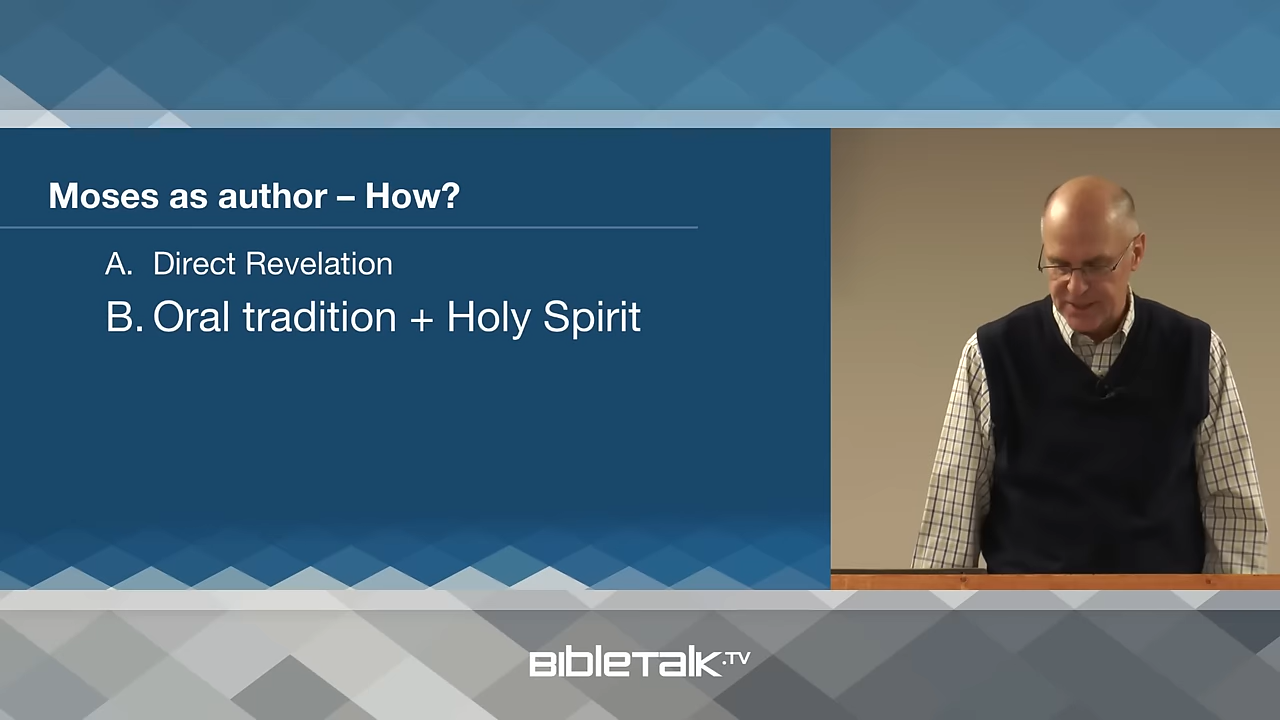 Moses as author – How?
A. Direct Revelation
B. Oral tradition + Holy Spirit
BIBLETALK.TV